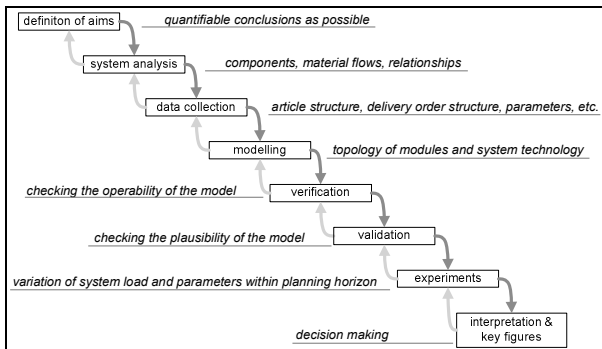 definiton of aims
quantifiable conclusions as possible
system analysis
components, material flows, relationships
data collection
article structure, delivery order structure, parameters, etc.
modelling
topology of modules and system technology
checking the operability of the model
verification
checking the plausibility of the model
validation
variation of system load and parameters within planning horizon
experiments
decision making
interpretation &
key figures